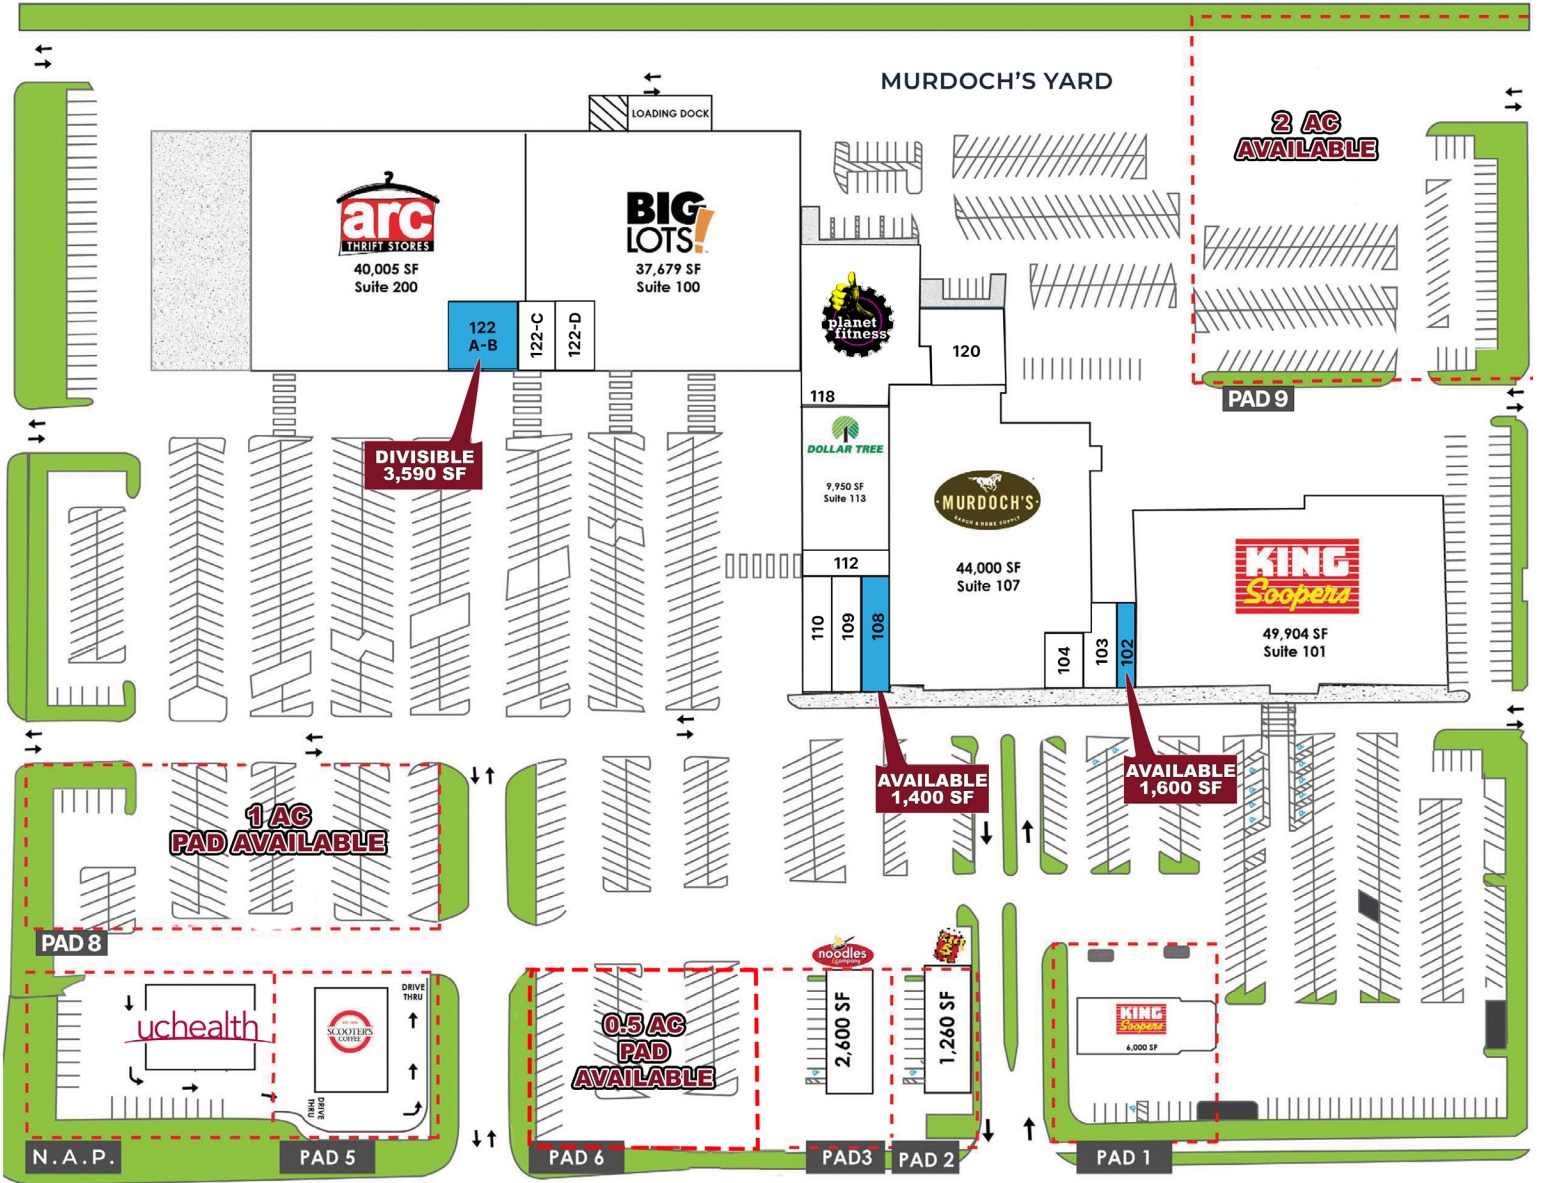 MURDOCH'S YARD
LOADING DOCK
2 AC
AVAILABLE
arc
THRIFT STORES
40,005 SF
Suite 200
BIG
LOTS!
37,679 SF
Suite 100
122
A-B
122-C
122-D
planet
fitness
120
118
PAD 9
DIVISIBLE
3,590 SF
DOLLAR TREE
9,950 SF
Suite 113
MURDOCH'S
RANCH & HOME SUPPLY
44,000 SF
Suite 107
KING
Soopers
49,904 SF
Suite 101
112
110
109
108
104
103
102
AVAILABLE
1,400 SF
AVAILABLE
1,600 SF
1 AC
PAD AVAILABLE
PAD 8
noodles
& company
uchealth
SCOOTER'S
COFFEE
DRIVE
THRU
DRIVE
THRU
0.5 AC
PAD
AVAILABLE
2,600 SF
1,260 SF
KING
Soopers
6,000 SF
N.A.P.
PAD 5
PAD 6
PAD3
PAD 2
PAD 1